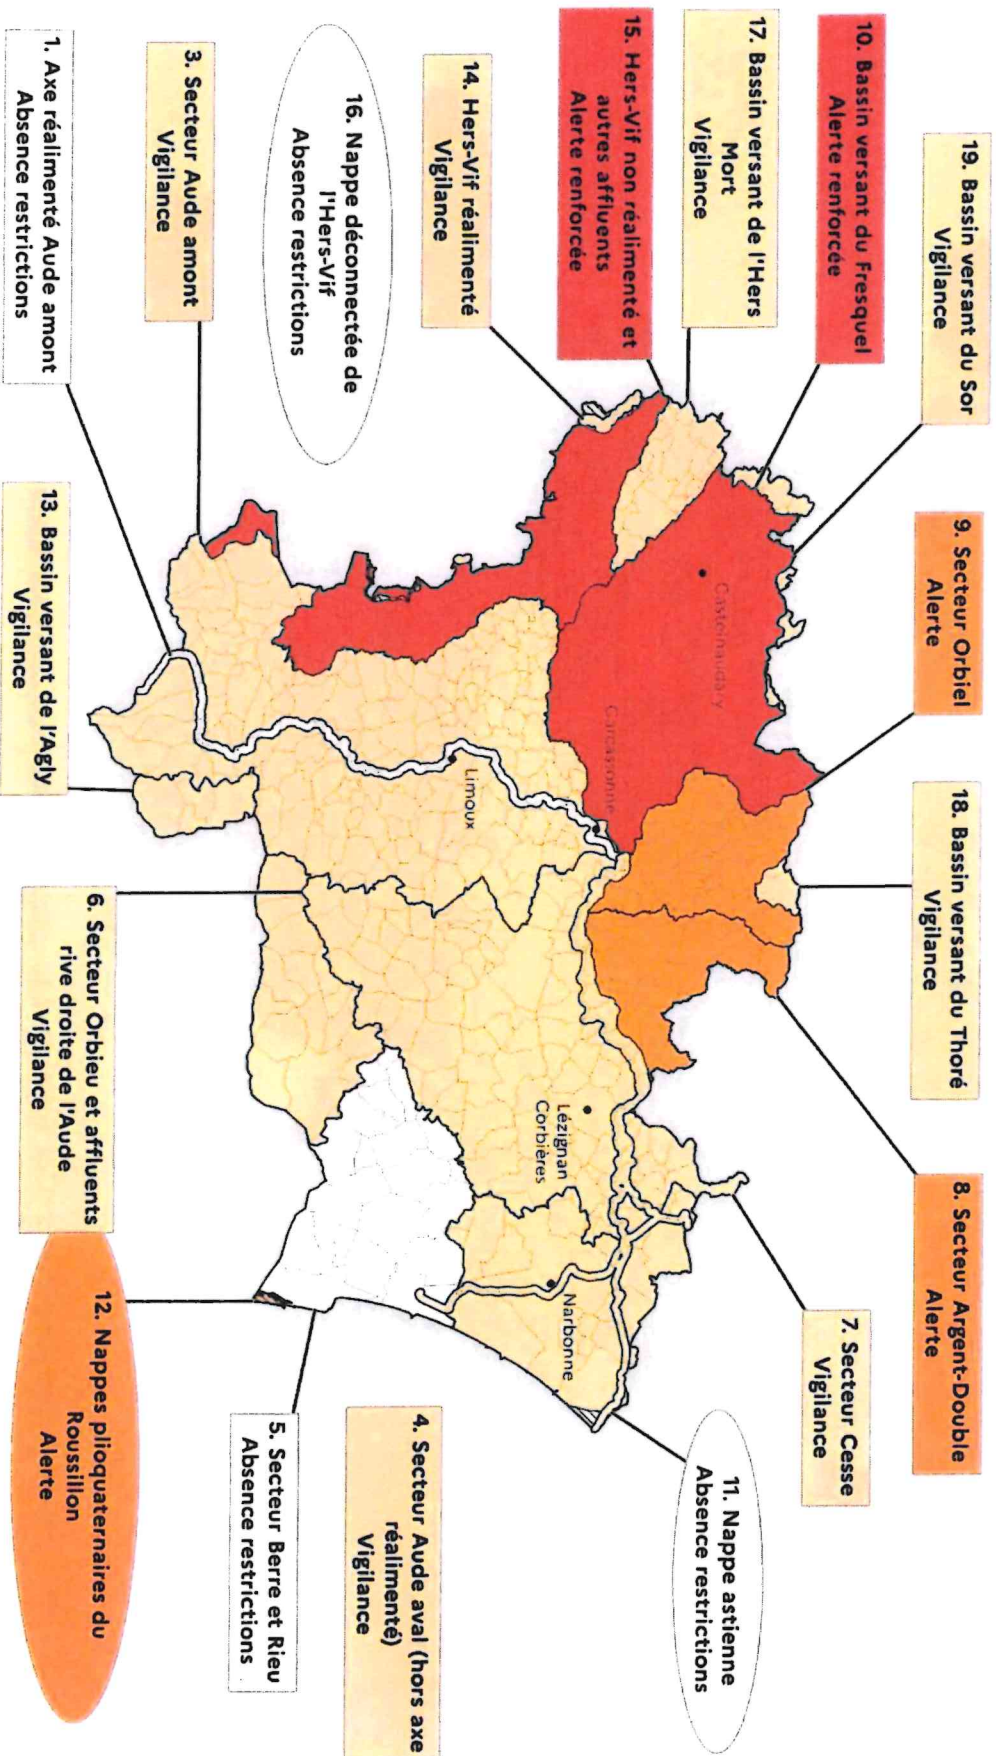 19. Bassin versant du Sor
Vigilance
9. Secteur Orbiel
Alerte
18. Bassin versant du Thoré
Vigilance
8. Secteur Argent-Double
Alerte
10. Bassin versant du Fresquel
Alerte renforcée
7. Secteur Cesse
Vigilance
17. Bassin versant de l'Hers
Mort
Vigilance
11. Nappe astienne
Absence restrictions
15. Hers-Vif non réalimenté et
autres affluents
Alerte renforcée
14. Hers-Vif réalimenté
Vigilance
16. Nappe déconnectée de
l'Hers-Vif
Absence restrictions
Castelnaudary
Carcassonne
Limoux
Lézignan
Corbières
Narbonne
4. Secteur Aude aval (hors axe
réalimenté)
Vigilance
3. Secteur Aude amont
Vigilance
5. Secteur Berre et Rieu
Absence restrictions
1. Axe réalimenté Aude amont
Absence restrictions
13. Bassin versant de l'Agly
Vigilance
6. Secteur Orbieu et affluents
rive droite de l'Aude
Vigilance
12. Nappes plioquaternaires du
Roussillon
Alerte